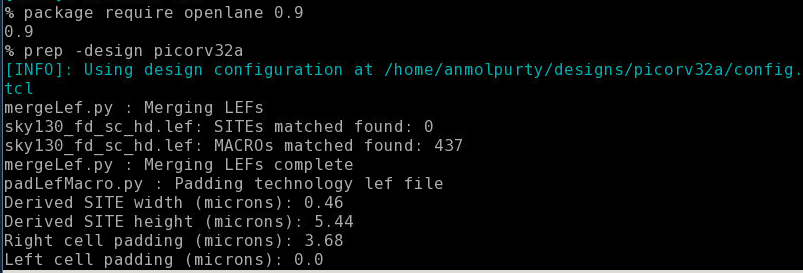 % package require openlane 0.9
0.9
% prep -design picorv32a
[INFO]: Using design configuration at /home/anmolpurty/designs/picorv32a/config.
tcl
mergeLef.py : Merging LEFs
sky130_fd_sc_hd.lef: SITEs matched found: 0
sky130_fd_sc_hd.lef: MACROs matched found: 437
mergeLef.py : Merging LEFs complete
padLefMacro.py : Padding technology lef file
Derived SITE width (microns): 0.46
Derived SITE height (microns): 5.44
Right cell padding (microns): 3.68
Left cell padding (microns): 0.0